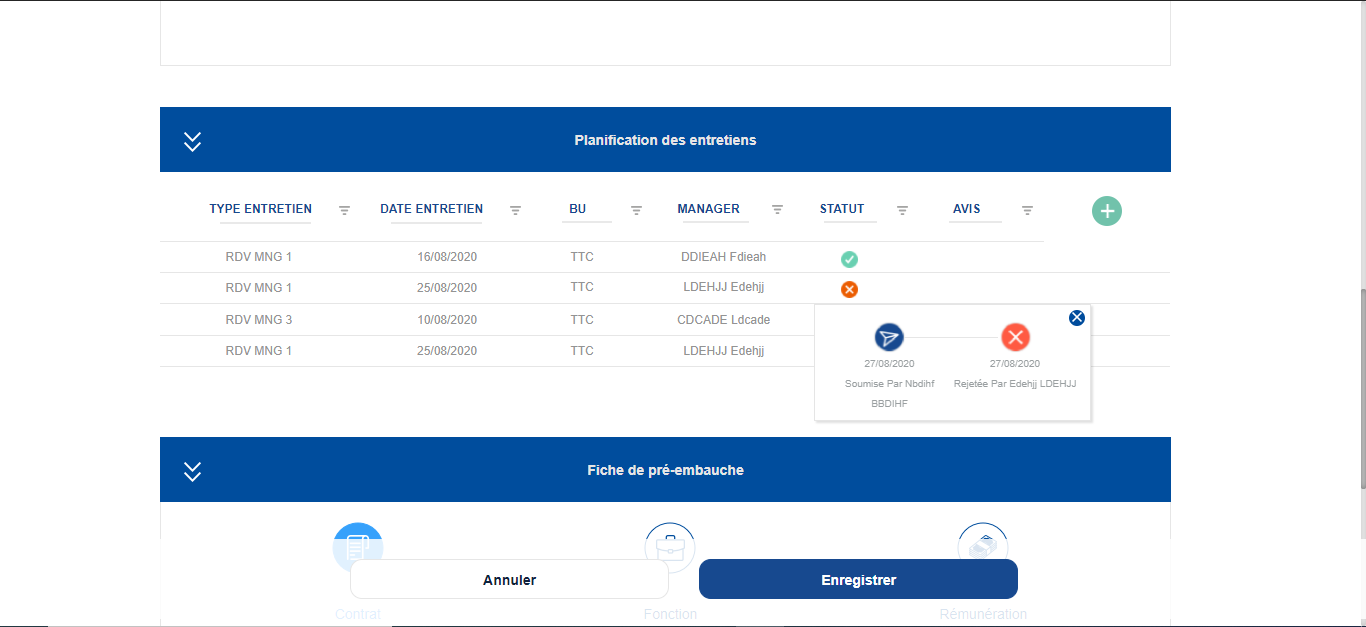 Planification des entretiens
TYPE ENTRETIEN DATE ENTRETIEN BU MANAGER STATUT AVIS
RDV MNG 1 16/08/2020 TTC DDIEAH Fdieah
RDV MNG 1 25/08/2020 TTC LDEHJJ Edehjj
RDV MNG 3 10/08/2020 TTC CDCADE Ldcade
RDV MNG 1 25/08/2020 TTC LDEHJJ Edehjj
27/08/2020 27/08/2020
Soumise Par Nbdihf Rejetée Par Edehjj LDEHJJ
BBDIHF
Fiche de pré-embauche
Annuler Enregistrer
Contrat Fonction Rémunération